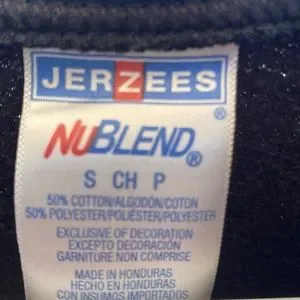 JERZEES
®
NUBLEND®
S CH P
50% COTTON/ALGODÓN/COTON
50% POLYESTER/POLIÉSTER/POLYESTER
EXCLUSIVE OF DECORATION
EXCEPTO DECORACIÓN
GARNITURE NON COMPRISE
MADE IN HONDURAS
HECHO EN HONDURAS
CON INSUMOS IMPORTADOS